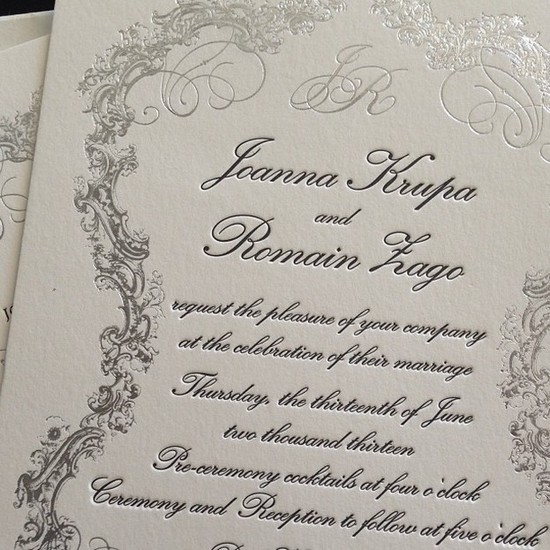 JR
Joanna Krupa
and
Romain Zago
request the pleasure of your company
at the celebration of their marriage
Thursday, the thirteenth of June
two thousand thirteen
Pre-ceremony cocktails at four o'clock
Ceremony and Reception to follow at five o'clock